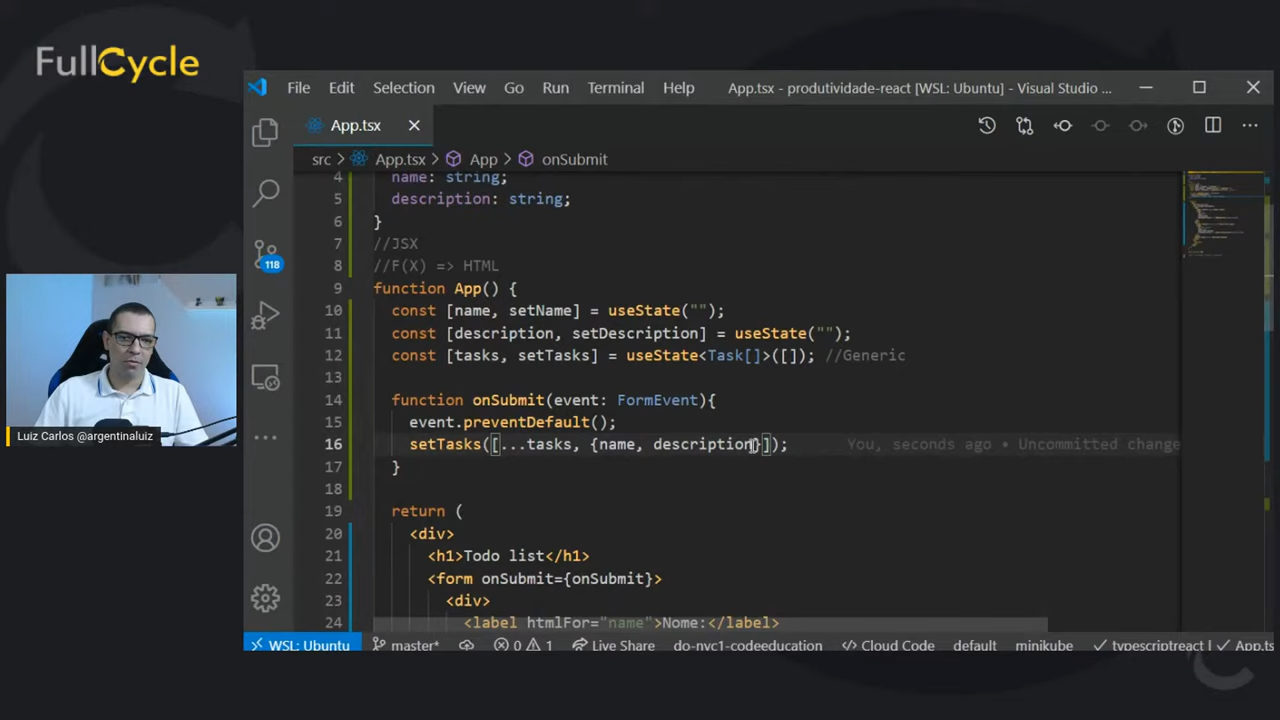 FullCycle
File Edit Selection View Go Run Terminal Help App.tsx - produtividade-react [WSL: Ubuntu] - Visual Studio ...
App.tsx
src > App.tsx > App > onSubmit
4 name: string;
5 description: string;
6 }
7 //JSX
8 //F(X) => HTML
9 function App() {
10 const [name, setName] = useState("");
11 const [description, setDescription] = useState("");
12 const [tasks, setTasks] = useState<Task[]>([]); //Generic
13
14 function onSubmit(event: FormEvent){
15 event.preventDefault();
16 setTasks([...tasks, {name, description}]); You, seconds ago • Uncommitted change
17 }
18
19 return (
20 <div>
21 <h1>Todo list</h1>
22 <form onSubmit={onSubmit}>
23 <div>
24 <label htmlFor="name">Nome:</label>
118
Luiz Carlos @argentinaluiz
WSL: Ubuntu master* 0 1 Live Share do-nyc1-codeeducation Code Climate default minikube typescriptreact App.ts